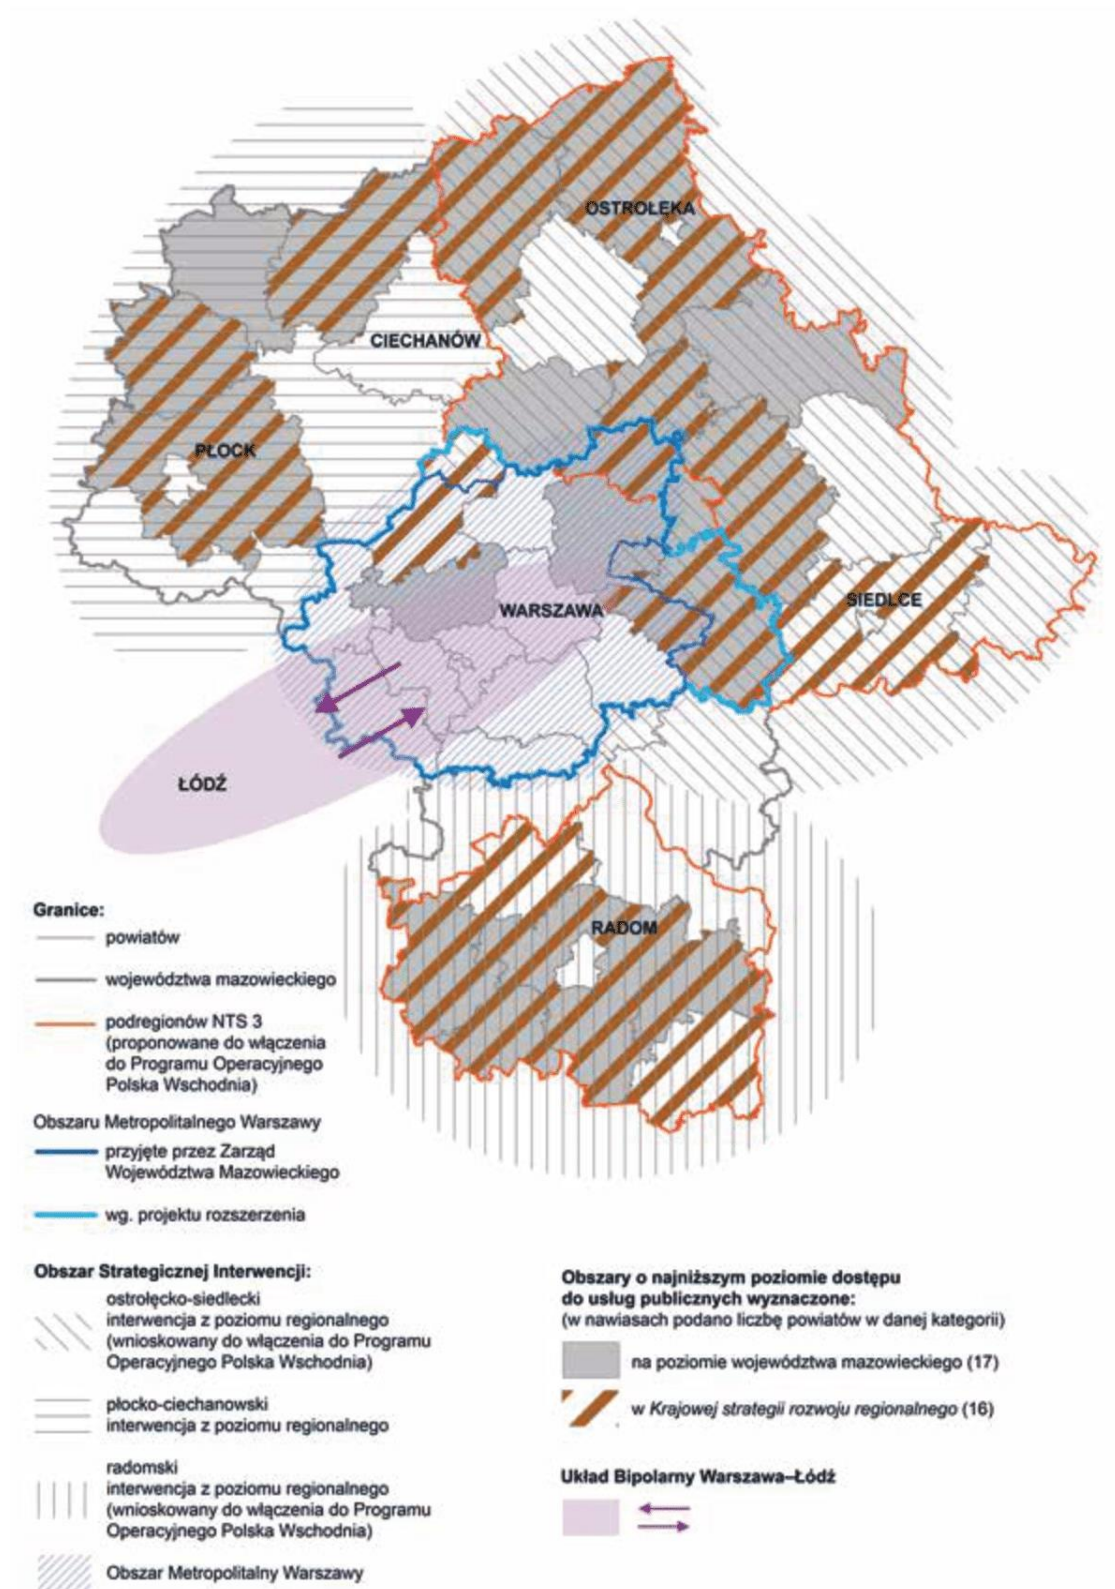 OSTROŁĘKA
CIECHANÓW
PŁOCK
WARSZAWA
SIEDLCE
ŁÓDŹ
RADOM
Granice:
powiatów
województwa mazowieckiego
podregionów NTS 3
(proponowane do włączenia
do Programu Operacyjnego
Polska Wschodnia)
Obszaru Metropolitalnego Warszawy
przyjęte przez Zarząd
Województwa Mazowieckiego
wg. projektu rozszerzenia
Obszar Strategicznej Interwencji:
ostrołęcko-siedlecki
interwencja z poziomu regionalnego
(wnioskowany do włączenia do Programu
Operacyjnego Polska Wschodnia)
płocko-ciechanowski
interwencja z poziomu regionalnego
radomski
interwencja z poziomu regionalnego
(wnioskowany do włączenia do Programu
Operacyjnego Polska Wschodnia)
Obszar Metropolitalny Warszawy
Obszary o najniższym poziomie dostępu
do usług publicznych wyznaczone:
(w nawiasach podano liczbę powiatów w danej kategorii)
na poziomie województwa mazowieckiego (17)
w Krajowej strategii rozwoju regionalnego (16)
Układ Bipolarny Warszawa–Łódź